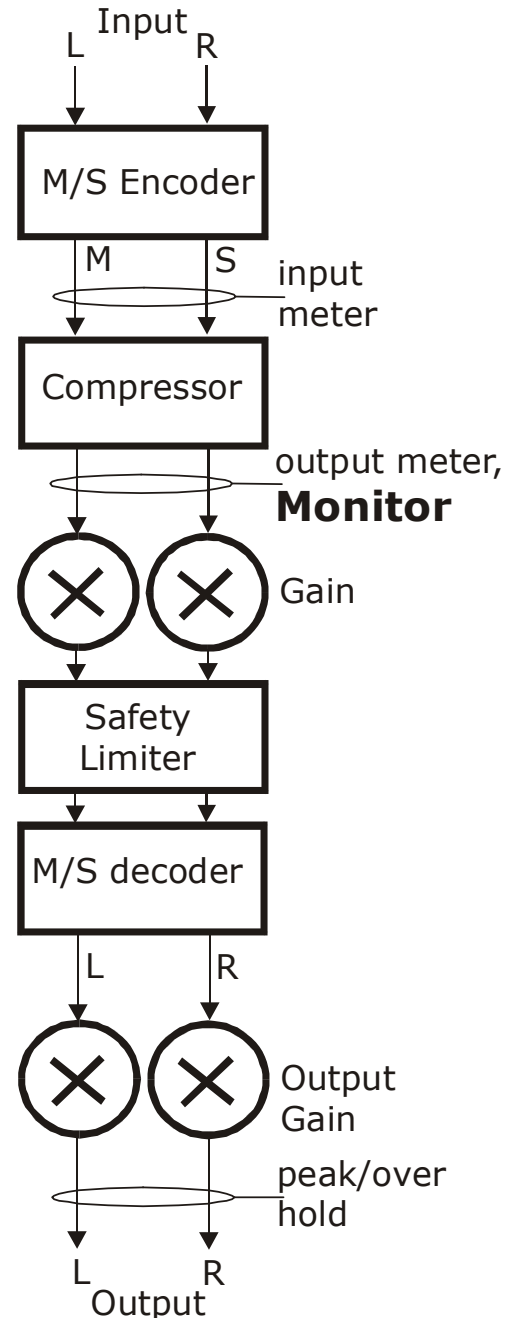 Input
L R
M/S Encoder
M S
input
meter
Compressor
output meter,
Monitor
Gain
Safety
Limiter
M/S decoder
L R
Output
Gain
peak/over
hold
L R
Output